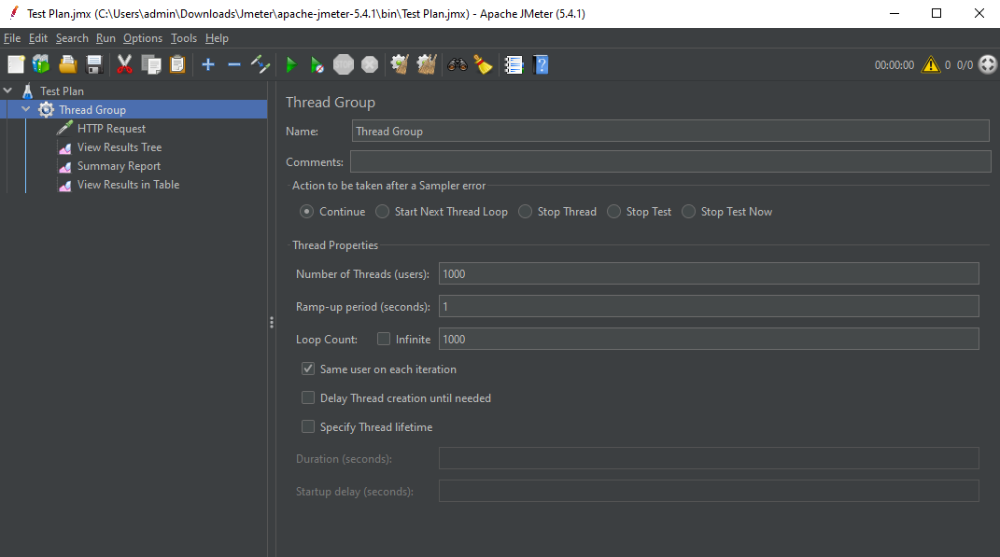 Test Plan.jmx (C:\Users\admin\Downloads\Jmeter\apache-jmeter-5.4.1\bin\Test Plan.jmx) - Apache JMeter (5.4.1)
File Edit Search Run Options Tools Help
00:00:00 0 0/0
Test Plan
Thread Group
HTTP Request
View Results Tree
Summary Report
View Results in Table
Thread Group
Name: Thread Group
Comments:
Action to be taken after a Sampler error
Continue Start Next Thread Loop Stop Thread Stop Test Stop Test Now
Thread Properties
Number of Threads (users): 1000
Ramp-up period (seconds): 1
Loop Count: Infinite 1000
Same user on each iteration
Delay Thread creation until needed
Specify Thread lifetime
Duration (seconds):
Startup delay (seconds):